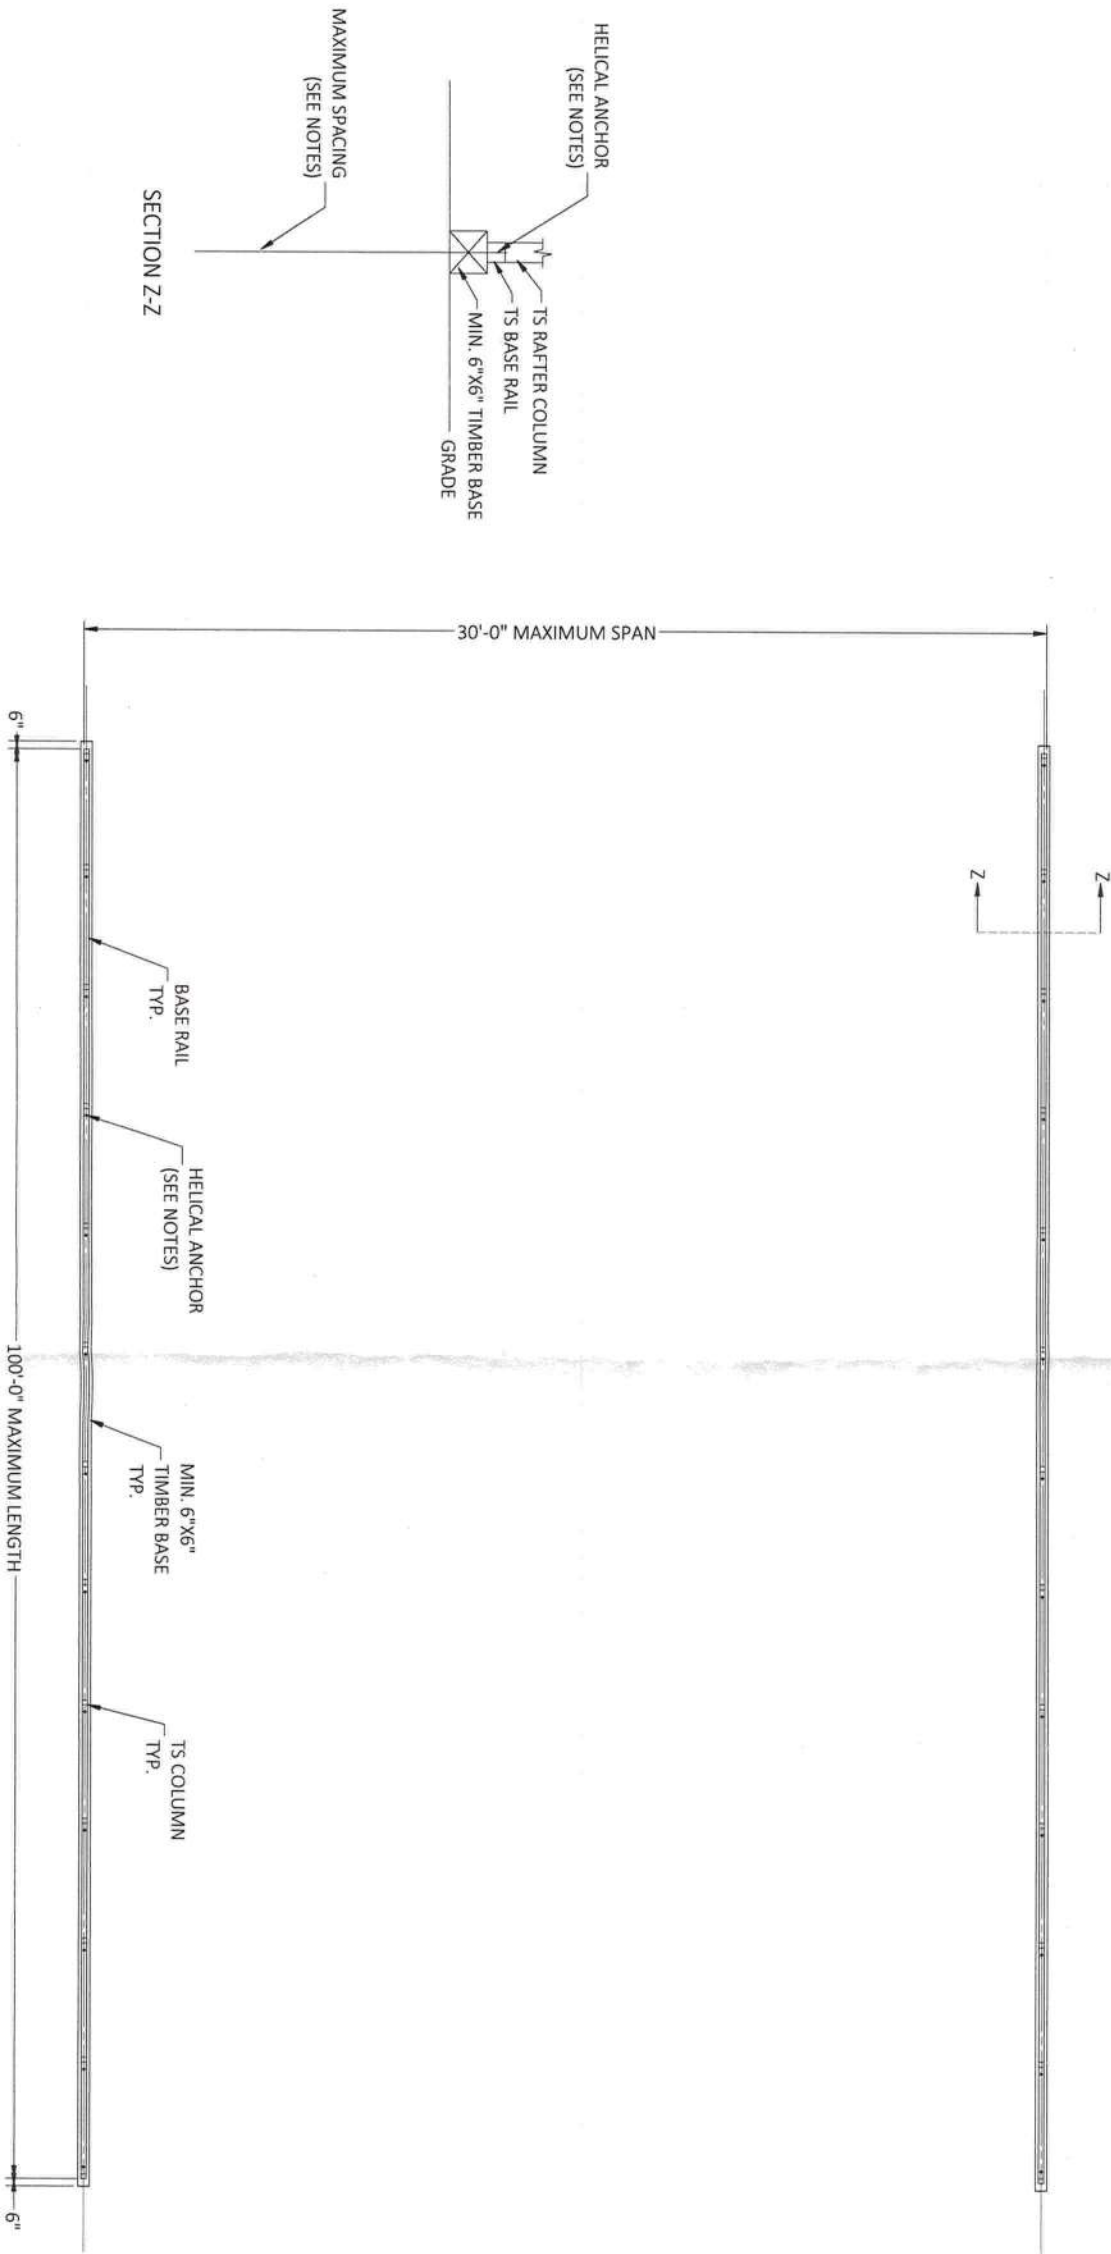 30'-0" MAXIMUM SPAN
Z
Z
BASE RAIL
TYP.
HELICAL ANCHOR
(SEE NOTES)
MIN. 6"X6"
TIMBER BASE
TYP.
TS COLUMN
TYP.
6"
100'-0" MAXIMUM LENGTH
6"
HELICAL ANCHOR
(SEE NOTES)
TS RAFTER COLUMN
TS BASE RAIL
MIN. 6"X6" TIMBER BASE
GRADE
MAXIMUM SPACING
(SEE NOTES)
SECTION Z-Z